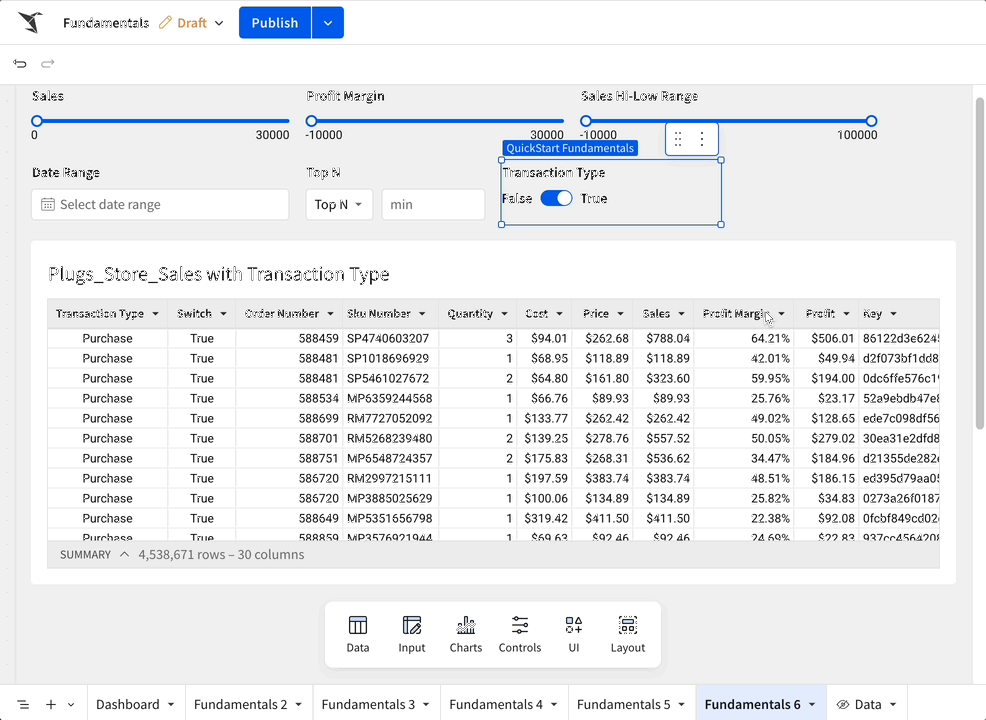 Fundamentals Draft Publish
Sales Profit Margin Sales Hi-Low Range
0 30000 -10000 30000 -10000 100000
QuickStart Fundamentals
Date Range Top N Transaction Type
Select date range Top N min False True
Plugs_Store_Sales with Transaction Type
Transaction Type Switch Order Number Sku Number Quantity Cost Price Sales Profit Margin Profit Key
Purchase True 588459 SP4740603207 3 $94.01 $262.68 $788.04 64.21% $506.01 86122d3e624
Purchase True 588481 SP1018696929 1 $68.95 $118.89 $118.89 42.01% $49.94 d2f073bf1dd8
Purchase True 588481 SP5461027672 2 $64.80 $161.80 $323.60 59.95% $194.00 0dc6ffe576c1
Purchase True 588534 MP6359244568 1 $66.76 $89.93 $89.93 25.76% $23.17 52a9ebdb47e
Purchase True 588699 RM7727052092 1 $133.77 $262.42 $262.42 49.02% $128.65 ede7c098df56
Purchase True 588701 RM5268239480 2 $139.25 $278.76 $557.52 50.05% $279.02 30ea31e2dfd8
Purchase True 588751 MP6548724357 2 $175.83 $268.31 $536.62 34.47% $184.96 d21355de282
Purchase True 586720 RM2997215111 1 $197.59 $383.74 $383.74 48.51% $186.15 ed395d79aa0
Purchase True 586720 MP3885025629 1 $100.06 $134.89 $134.89 25.82% $34.83 0273a26f0187
Purchase True 588649 MP5351656798 1 $319.42 $411.50 $411.50 22.38% $92.08 0fcbf849cd02
Purchase True 588859 MP3576921944 1 $69.63 $92.46 $92.46 24.69% $22.83 937cc4564208
SUMMARY 4,538,671 rows – 30 columns
Data Input Charts Controls UI Layout
Dashboard Fundamentals 2 Fundamentals 3 Fundamentals 4 Fundamentals 5 Fundamentals 6 Data